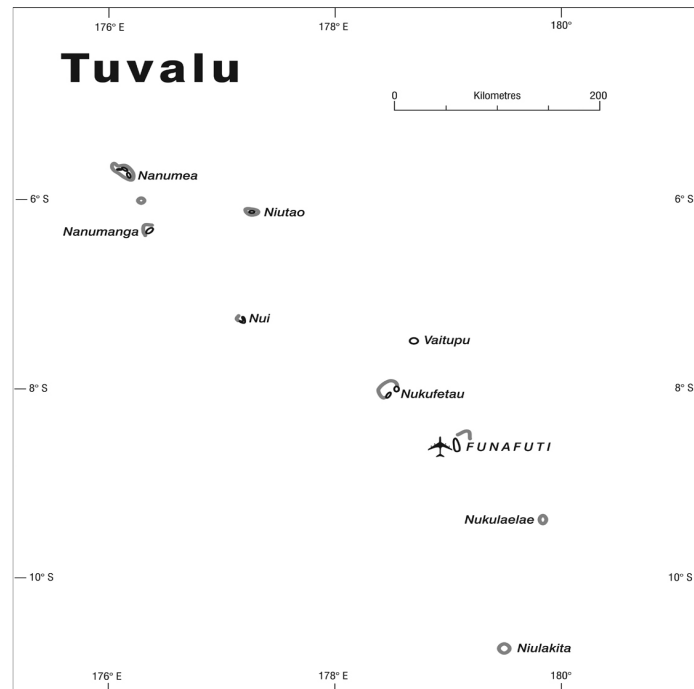 176° E 178° E 180°
Tuvalu
0 Kilometres 200
Nanumea
6° S 6° S
Niutao
Nanumanga
Nui
Vaitupu
8° S 8° S
Nukufetau
FUNAFUTI
Nukulaelae
10° S 10° S
Niulakita
176° E 178° E 180°